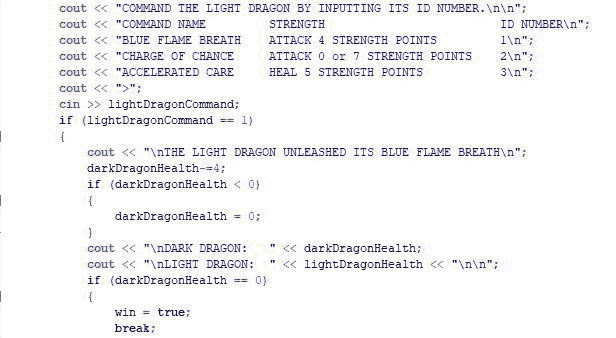 cout << "COMMAND THE LIGHT DRAGON BY INPUTTING ITS ID NUMBER.\n\n";
cout << "COMMAND NAME         STRENGTH                         ID NUMBER\n";
cout << "BLUE FLAME BREATH    ATTACK 4 STRENGTH POINTS         1\n";
cout << "CHARGE OF CHANCE     ATTACK 0 or 7 STRENGTH POINTS    2\n";
cout << "ACCELERATED CARE     HEAL 5 STRENGTH POINTS           3\n";
cout << ">";
cin >> lightDragonCommand;
if (lightDragonCommand == 1)
{
    cout << "\nTHE LIGHT DRAGON UNLEASHED ITS BLUE FLAME BREATH\n";
    darkDragonHealth-=4;
    if (darkDragonHealth < 0)
    {
        darkDragonHealth = 0;
    }
    cout << "\nDARK DRAGON:   " << darkDragonHealth;
    cout << "\nLIGHT DRAGON:  " << lightDragonHealth << "\n\n";
    if (darkDragonHealth == 0)
    {
        win = true;
        break;